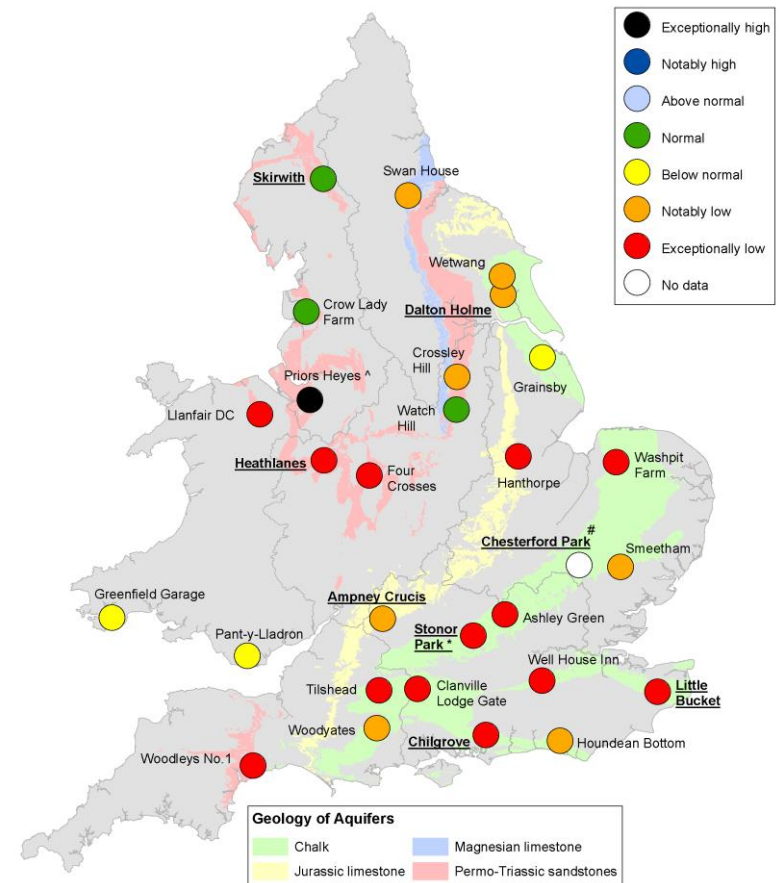 Exceptionally high
Notably high
Above normal
Normal
Below normal
Notably low
Exceptionally low
No data
Skirwith
Swan House
Wetwang
Dalton Holme
Crow Lady
Farm
Crossley
Hill
Grainsby
Priors Heyes ^
Llanfair DC
Watch
Hill
Heathlanes
Four
Crosses
Hanthorpe
Washpit
Farm
Chesterford Park #
Smeetham
Greenfield Garage
Ampney Crucis
Pant-y-Lladron
Stonor
Park *
Ashley Green
Well House Inn
Tilshead
Clanville
Lodge Gate
Little
Bucket
Woodyates
Chilgrove
Houndean Bottom
Woodleys No.1
Geology of Aquifers
Chalk
Magnesian limestone
Jurassic limestone
Permo-Triassic sandstones